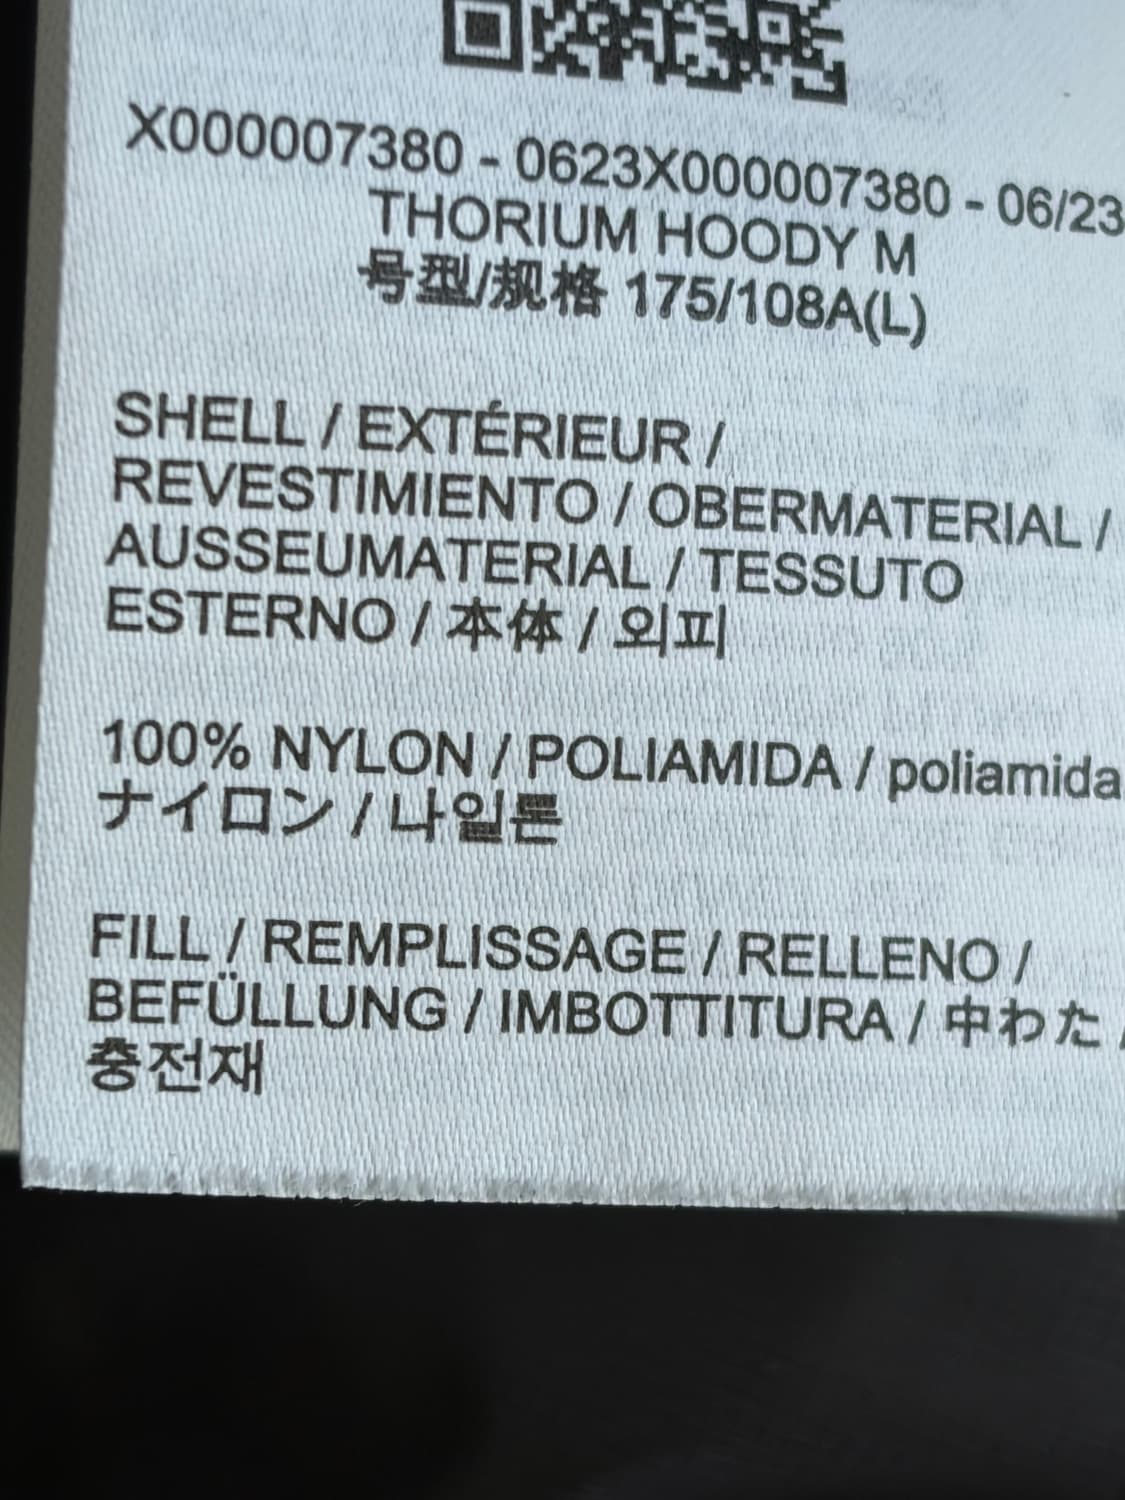 X000007380 - 0623X000007380 - 06/23
THORIUM HOODY M
号型/规格 175/108A(L)
SHELL / EXTÉRIEUR /
REVESTIMIENTO / OBERMATERIAL /
AUSSEUMATERIAL / TESSUTO
ESTERNO / 本体 / 외피
100% NYLON / POLIAMIDA / poliamida
ナイロン / 나일론
FILL / REMPLISSAGE / RELLENO /
BEFÜLLUNG / IMBOTTITURA / 中わた /
충전재